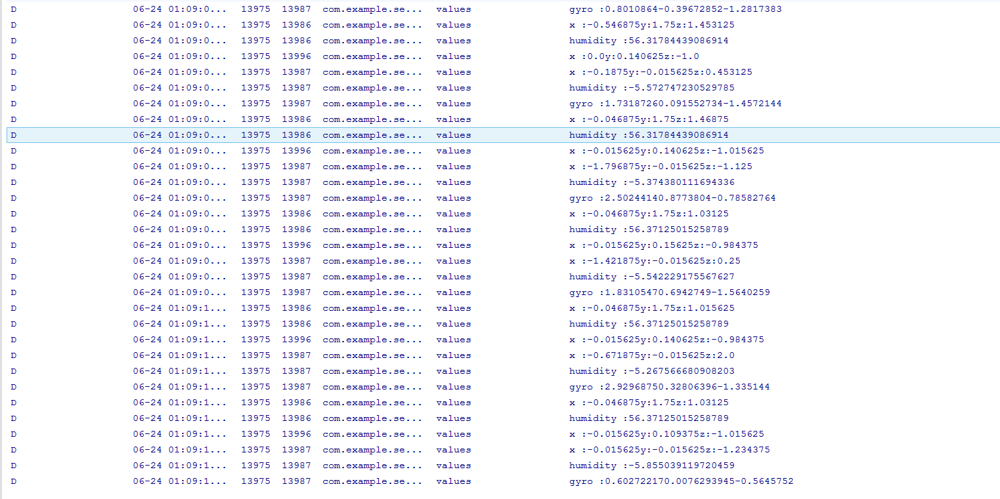 D 06-24 01:09:0... 13975 13987 com.example.se... values gyro :0.8010864-0.39672852-1.2817383
D 06-24 01:09:0... 13975 13986 com.example.se... values x :-0.546875y:1.75z:1.453125
D 06-24 01:09:0... 13975 13986 com.example.se... values humidity :56.31784439086914
D 06-24 01:09:0... 13975 13996 com.example.se... values x :0.0y:0.140625z:-1.0
D 06-24 01:09:0... 13975 13987 com.example.se... values x :-0.1875y:-0.015625z:0.453125
D 06-24 01:09:0... 13975 13987 com.example.se... values humidity :-5.572747230529785
D 06-24 01:09:0... 13975 13987 com.example.se... values gyro :1.73187260.091552734-1.4572144
D 06-24 01:09:0... 13975 13986 com.example.se... values x :-0.046875y:1.75z:1.46875
D 06-24 01:09:0... 13975 13986 com.example.se... values humidity :56.31784439086914
D 06-24 01:09:0... 13975 13996 com.example.se... values x :-0.015625y:0.140625z:-1.015625
D 06-24 01:09:0... 13975 13987 com.example.se... values x :-1.796875y:-0.015625z:-1.125
D 06-24 01:09:0... 13975 13987 com.example.se... values humidity :-5.374380111694336
D 06-24 01:09:0... 13975 13987 com.example.se... values gyro :2.50244140.8773804-0.78582764
D 06-24 01:09:0... 13975 13986 com.example.se... values x :-0.046875y:1.75z:1.03125
D 06-24 01:09:0... 13975 13986 com.example.se... values humidity :56.37125015258789
D 06-24 01:09:0... 13975 13996 com.example.se... values x :-0.015625y:0.15625z:-0.984375
D 06-24 01:09:0... 13975 13987 com.example.se... values x :-1.421875y:-0.015625z:0.25
D 06-24 01:09:0... 13975 13987 com.example.se... values humidity :-5.542229175567627
D 06-24 01:09:0... 13975 13987 com.example.se... values gyro :1.83105470.6942749-1.5640259
D 06-24 01:09:1... 13975 13986 com.example.se... values x :-0.046875y:1.75z:1.015625
D 06-24 01:09:1... 13975 13986 com.example.se... values humidity :56.37125015258789
D 06-24 01:09:1... 13975 13996 com.example.se... values x :-0.015625y:0.140625z:-0.984375
D 06-24 01:09:1... 13975 13987 com.example.se... values x :-0.671875y:-0.015625z:2.0
D 06-24 01:09:1... 13975 13987 com.example.se... values humidity :-5.267566680908203
D 06-24 01:09:1... 13975 13987 com.example.se... values gyro :2.92968750.32806396-1.335144
D 06-24 01:09:1... 13975 13986 com.example.se... values x :-0.046875y:1.75z:1.03125
D 06-24 01:09:1... 13975 13986 com.example.se... values humidity :56.37125015258789
D 06-24 01:09:1... 13975 13996 com.example.se... values x :-0.015625y:0.109375z:-1.015625
D 06-24 01:09:1... 13975 13987 com.example.se... values x :-0.015625y:-0.015625z:-1.234375
D 06-24 01:09:1... 13975 13987 com.example.se... values humidity :-5.855039119720459
D 06-24 01:09:1... 13975 13987 com.example.se... values gyro :0.602722170.0076293945-0.5645752